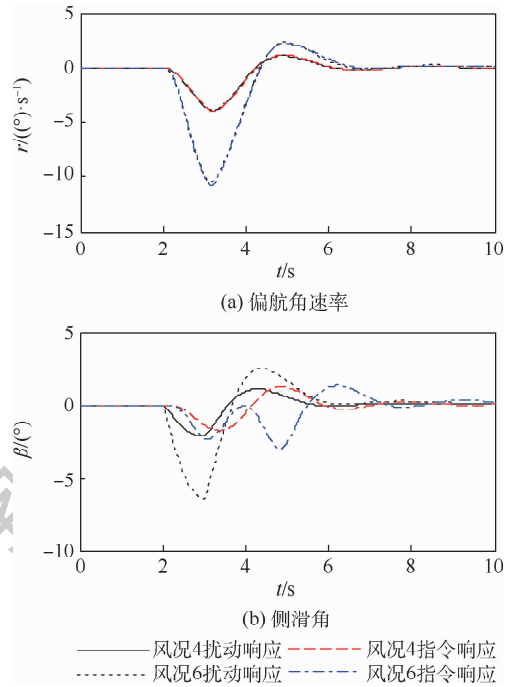 5
0
−5
−10
−15
r/((°)·s⁻¹)
0 2 4 6 8 10
t/s
(a) 偏航角速率
5
0
−5
−10
β/(°)
0 2 4 6 8 10
t/s
(b) 侧滑角
风况4扰动响应 风况4指令响应
风况6扰动响应 风况6指令响应